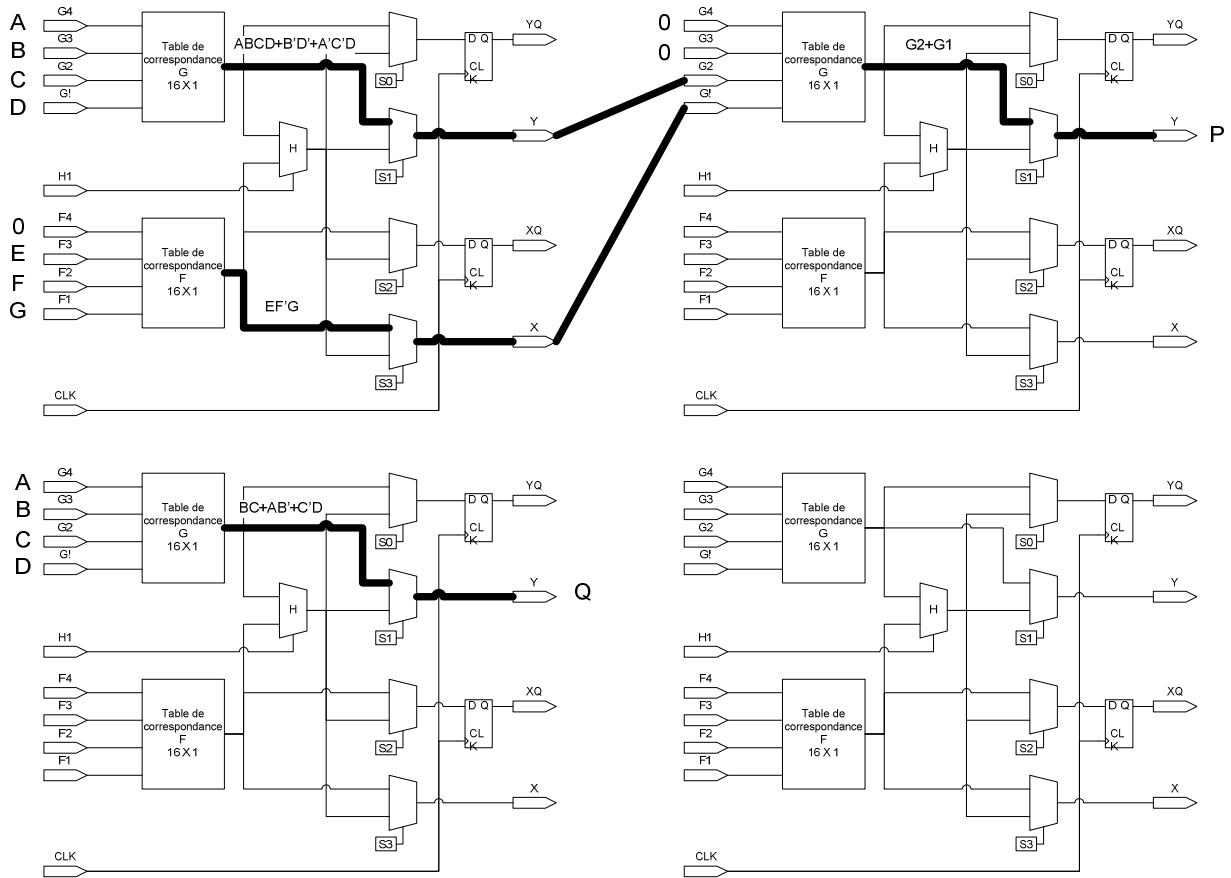 A G4 YQ
B G3
C G2
D G!
Table de
correspondance
G
16 X 1
ABCD+B'D'+A'C'D
D Q
CL
K
S0
Y
H
S1
H1
0 F4 XQ
E F3
F F2
G F1
Table de
correspondance
F
16 X 1
D Q
CL
K
S2
EF'G
X
S3
CLK
0 G4 YQ
0 G3
G2
G!
Table de
correspondance
G
16 X 1
G2+G1
D Q
CL
K
S0
Y P
H
S1
H1
F4 XQ
F3
F2
F1
Table de
correspondance
F
16 X 1
D Q
CL
K
S2
X
S3
CLK
A G4 YQ
B G3
C G2
D G!
Table de
correspondance
G
16 X 1
BC+AB'+C'D
D Q
CL
K
S0
Y Q
H
S1
H1
F4 XQ
F3
F2
F1
Table de
correspondance
F
16 X 1
D Q
CL
K
S2
X
S3
CLK
G4 YQ
G3
G2
G!
Table de
correspondance
G
16 X 1
D Q
CL
K
S0
Y
H
S1
H1
F4 XQ
F3
F2
F1
Table de
correspondance
F
16 X 1
D Q
CL
K
S2
X
S3
CLK